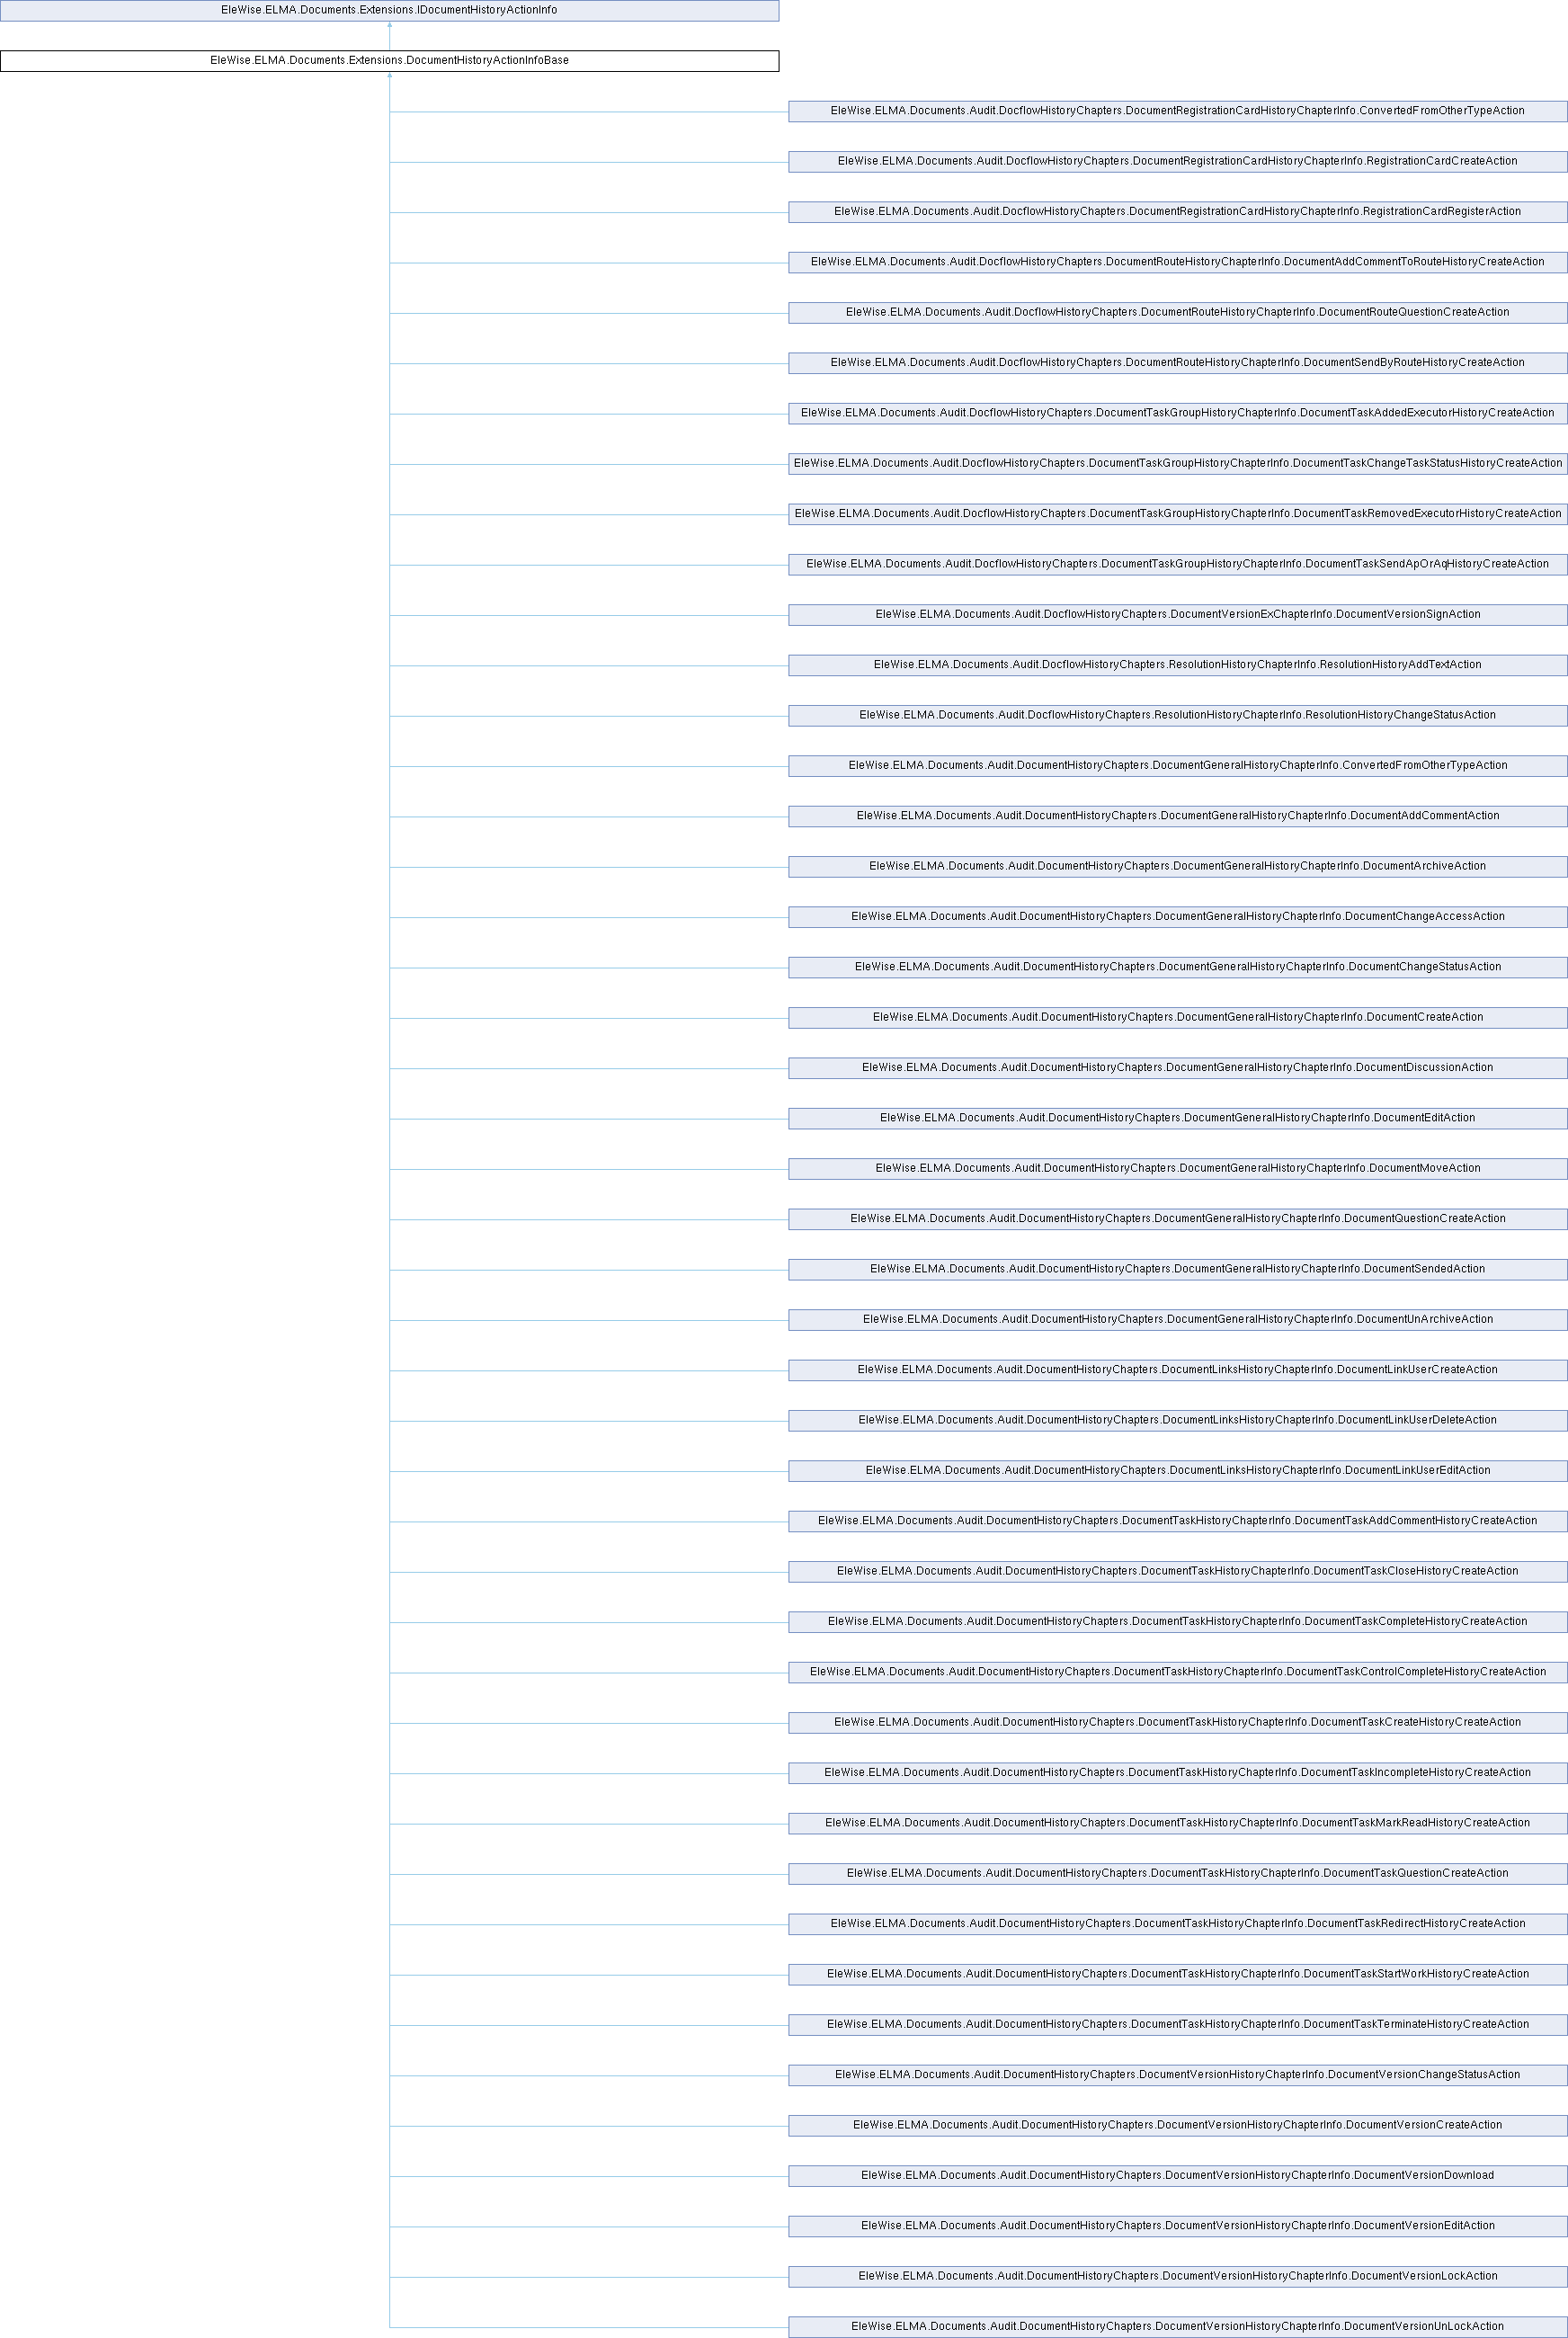 EleWise.ELMA.Documents.Extensions.IDocumentHistoryActionInfo
EleWise.ELMA.Documents.Extensions.DocumentHistoryActionInfoBase
EleWise.ELMA.Documents.Audit.DocflowHistoryChapters.DocumentRegistrationCardHistoryChapterInfo.ConvertedFromOtherTypeAction
EleWise.ELMA.Documents.Audit.DocflowHistoryChapters.DocumentRegistrationCardHistoryChapterInfo.RegistrationCardCreateAction
EleWise.ELMA.Documents.Audit.DocflowHistoryChapters.DocumentRegistrationCardHistoryChapterInfo.RegistrationCardRegisterAction
EleWise.ELMA.Documents.Audit.DocflowHistoryChapters.DocumentRouteHistoryChapterInfo.DocumentAddCommentToRouteHistoryCreateAction
EleWise.ELMA.Documents.Audit.DocflowHistoryChapters.DocumentRouteHistoryChapterInfo.DocumentRouteQuestionCreateAction
EleWise.ELMA.Documents.Audit.DocflowHistoryChapters.DocumentRouteHistoryChapterInfo.DocumentSendByRouteHistoryCreateAction
EleWise.ELMA.Documents.Audit.DocflowHistoryChapters.DocumentTaskGroupHistoryChapterInfo.DocumentTaskAddedExecutorHistoryCreateAction
EleWise.ELMA.Documents.Audit.DocflowHistoryChapters.DocumentTaskGroupHistoryChapterInfo.DocumentTaskChangeTaskStatusHistoryCreateAction
EleWise.ELMA.Documents.Audit.DocflowHistoryChapters.DocumentTaskGroupHistoryChapterInfo.DocumentTaskRemovedExecutorHistoryCreateAction
EleWise.ELMA.Documents.Audit.DocflowHistoryChapters.DocumentTaskGroupHistoryChapterInfo.DocumentTaskSendApOrAqHistoryCreateAction
EleWise.ELMA.Documents.Audit.DocflowHistoryChapters.DocumentVersionExChapterInfo.DocumentVersionSignAction
EleWise.ELMA.Documents.Audit.DocflowHistoryChapters.ResolutionHistoryChapterInfo.ResolutionHistoryAddTextAction
EleWise.ELMA.Documents.Audit.DocflowHistoryChapters.ResolutionHistoryChapterInfo.ResolutionHistoryChangeStatusAction
EleWise.ELMA.Documents.Audit.DocumentHistoryChapters.DocumentGeneralHistoryChapterInfo.ConvertedFromOtherTypeAction
EleWise.ELMA.Documents.Audit.DocumentHistoryChapters.DocumentGeneralHistoryChapterInfo.DocumentAddCommentAction
EleWise.ELMA.Documents.Audit.DocumentHistoryChapters.DocumentGeneralHistoryChapterInfo.DocumentArchiveAction
EleWise.ELMA.Documents.Audit.DocumentHistoryChapters.DocumentGeneralHistoryChapterInfo.DocumentChangeAccessAction
EleWise.ELMA.Documents.Audit.DocumentHistoryChapters.DocumentGeneralHistoryChapterInfo.DocumentChangeStatusAction
EleWise.ELMA.Documents.Audit.DocumentHistoryChapters.DocumentGeneralHistoryChapterInfo.DocumentCreateAction
EleWise.ELMA.Documents.Audit.DocumentHistoryChapters.DocumentGeneralHistoryChapterInfo.DocumentDiscussionAction
EleWise.ELMA.Documents.Audit.DocumentHistoryChapters.DocumentGeneralHistoryChapterInfo.DocumentEditAction
EleWise.ELMA.Documents.Audit.DocumentHistoryChapters.DocumentGeneralHistoryChapterInfo.DocumentMoveAction
EleWise.ELMA.Documents.Audit.DocumentHistoryChapters.DocumentGeneralHistoryChapterInfo.DocumentQuestionCreateAction
EleWise.ELMA.Documents.Audit.DocumentHistoryChapters.DocumentGeneralHistoryChapterInfo.DocumentSendedAction
EleWise.ELMA.Documents.Audit.DocumentHistoryChapters.DocumentGeneralHistoryChapterInfo.DocumentUnArchiveAction
EleWise.ELMA.Documents.Audit.DocumentHistoryChapters.DocumentLinksHistoryChapterInfo.DocumentLinkUserCreateAction
EleWise.ELMA.Documents.Audit.DocumentHistoryChapters.DocumentLinksHistoryChapterInfo.DocumentLinkUserDeleteAction
EleWise.ELMA.Documents.Audit.DocumentHistoryChapters.DocumentLinksHistoryChapterInfo.DocumentLinkUserEditAction
EleWise.ELMA.Documents.Audit.DocumentHistoryChapters.DocumentTaskHistoryChapterInfo.DocumentTaskAddCommentHistoryCreateAction
EleWise.ELMA.Documents.Audit.DocumentHistoryChapters.DocumentTaskHistoryChapterInfo.DocumentTaskCloseHistoryCreateAction
EleWise.ELMA.Documents.Audit.DocumentHistoryChapters.DocumentTaskHistoryChapterInfo.DocumentTaskCompleteHistoryCreateAction
EleWise.ELMA.Documents.Audit.DocumentHistoryChapters.DocumentTaskHistoryChapterInfo.DocumentTaskControlCompleteHistoryCreateAction
EleWise.ELMA.Documents.Audit.DocumentHistoryChapters.DocumentTaskHistoryChapterInfo.DocumentTaskCreateHistoryCreateAction
EleWise.ELMA.Documents.Audit.DocumentHistoryChapters.DocumentTaskHistoryChapterInfo.DocumentTaskIncompleteHistoryCreateAction
EleWise.ELMA.Documents.Audit.DocumentHistoryChapters.DocumentTaskHistoryChapterInfo.DocumentTaskMarkReadHistoryCreateAction
EleWise.ELMA.Documents.Audit.DocumentHistoryChapters.DocumentTaskHistoryChapterInfo.DocumentTaskQuestionCreateAction
EleWise.ELMA.Documents.Audit.DocumentHistoryChapters.DocumentTaskHistoryChapterInfo.DocumentTaskRedirectHistoryCreateAction
EleWise.ELMA.Documents.Audit.DocumentHistoryChapters.DocumentTaskHistoryChapterInfo.DocumentTaskStartWorkHistoryCreateAction
EleWise.ELMA.Documents.Audit.DocumentHistoryChapters.DocumentTaskHistoryChapterInfo.DocumentTaskTerminateHistoryCreateAction
EleWise.ELMA.Documents.Audit.DocumentHistoryChapters.DocumentVersionHistoryChapterInfo.DocumentVersionChangeStatusAction
EleWise.ELMA.Documents.Audit.DocumentHistoryChapters.DocumentVersionHistoryChapterInfo.DocumentVersionCreateAction
EleWise.ELMA.Documents.Audit.DocumentHistoryChapters.DocumentVersionHistoryChapterInfo.DocumentVersionDownload
EleWise.ELMA.Documents.Audit.DocumentHistoryChapters.DocumentVersionHistoryChapterInfo.DocumentVersionEditAction
EleWise.ELMA.Documents.Audit.DocumentHistoryChapters.DocumentVersionHistoryChapterInfo.DocumentVersionLockAction
EleWise.ELMA.Documents.Audit.DocumentHistoryChapters.DocumentVersionHistoryChapterInfo.DocumentVersionUnLockAction